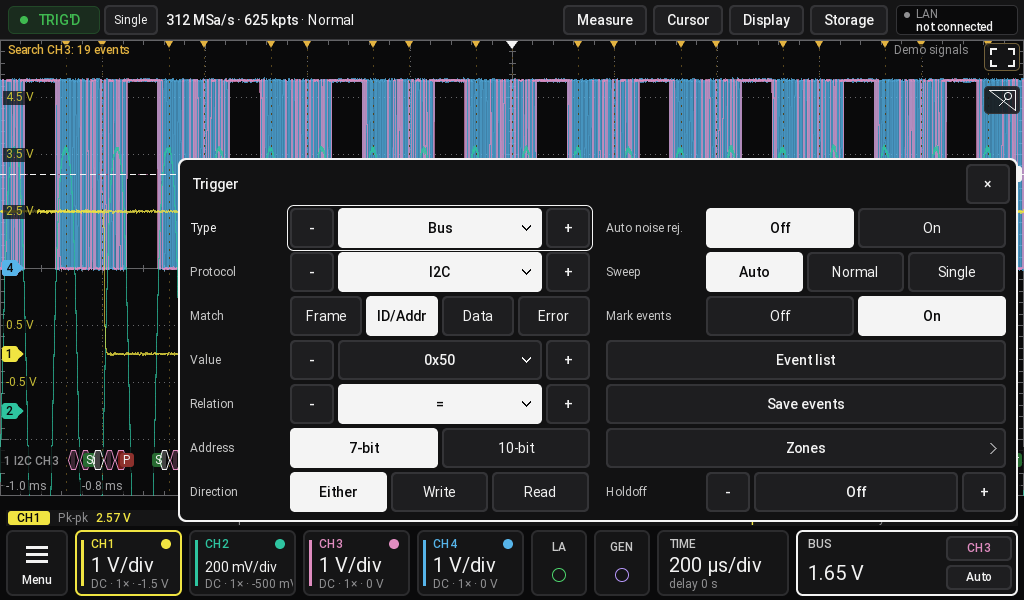 TRIG'D Single 312 MSa/s · 625 kpts · Normal Measure Cursor Display Storage LAN not connected
Search CH3: 19 events Demo signals
4.5 V
3.5 V
Trigger ×
2.5 V Type - Bus + Auto noise rej. Off On
4 Protocol - I2C + Sweep Auto Normal Single
0.5 V Match Frame ID/Addr Data Error Mark events Off On
1 Value - 0x50 + Event list
-0.5 V Relation - = + Save events
2
Address 7-bit 10-bit Zones
1 I2C CH3 S P S
-1.0 ms -0.8 ms Direction Either Write Read Holdoff - Off +
CH1 Pk-pk 2.57 V
Menu
CH1 1 V/div DC · 1× · -1.5 V
CH2 200 mV/div DC · 1× · -500 mV
CH3 1 V/div DC · 1× · 0 V
CH4 1 V/div DC · 1× · 0 V
LA
GEN
TIME 200 µs/div delay 0 s
BUS 1.65 V CH3 Auto